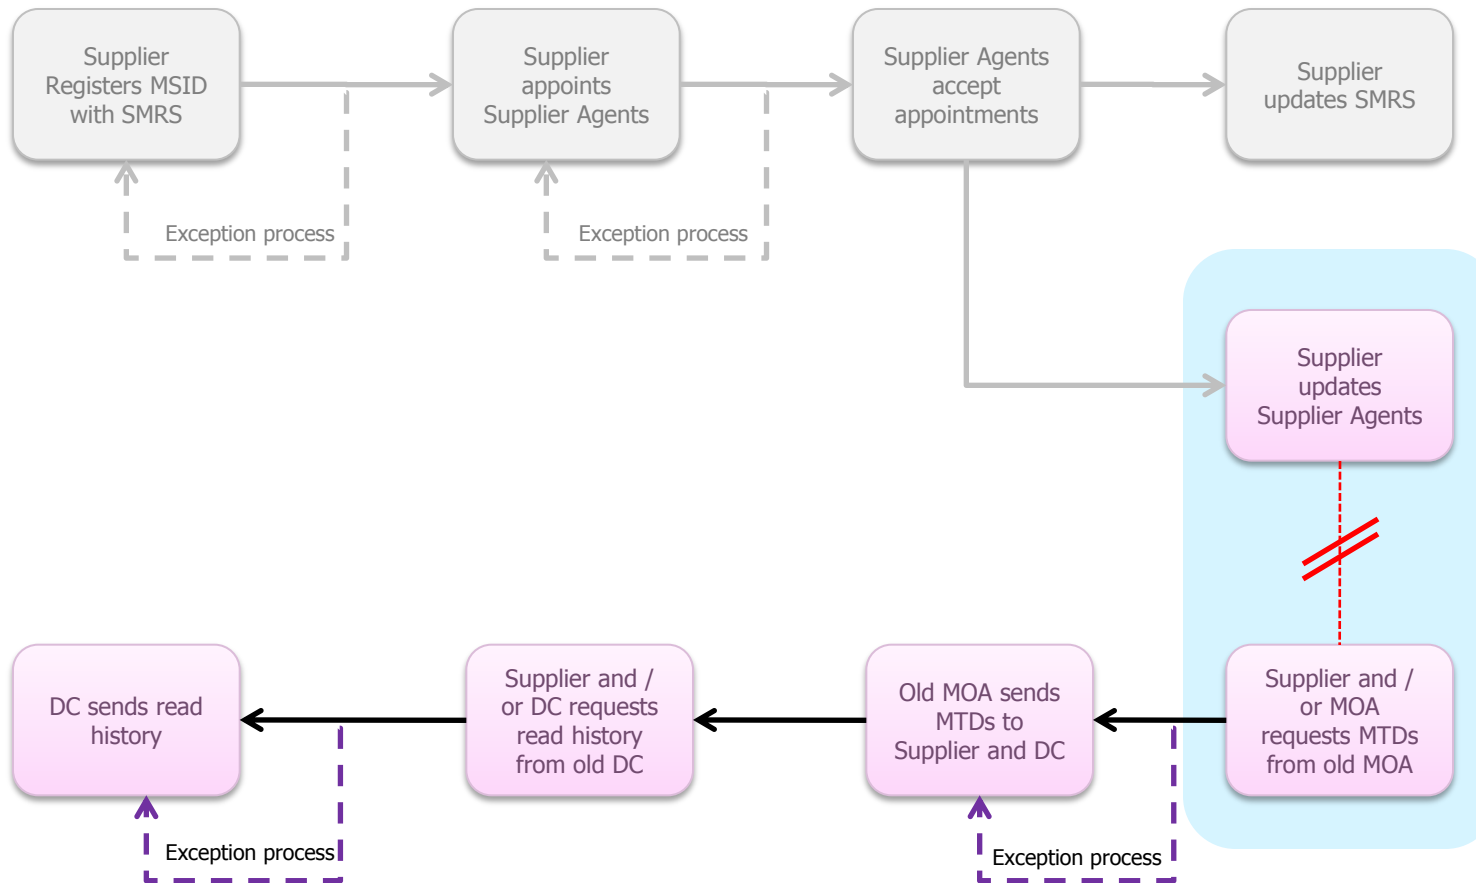 Supplier
Registers MSID
with SMRS
Supplier
appoints
Supplier Agents
Supplier Agents
accept
appointments
Supplier
updates SMRS
Exception process
Exception process
Supplier
updates
Supplier Agents
DC sends read
history
Supplier and /
or DC requests
read history
from old DC
Old MOA sends
MTDs to
Supplier and DC
Supplier and /
or MOA
requests MTDs
from old MOA
Exception process
Exception process